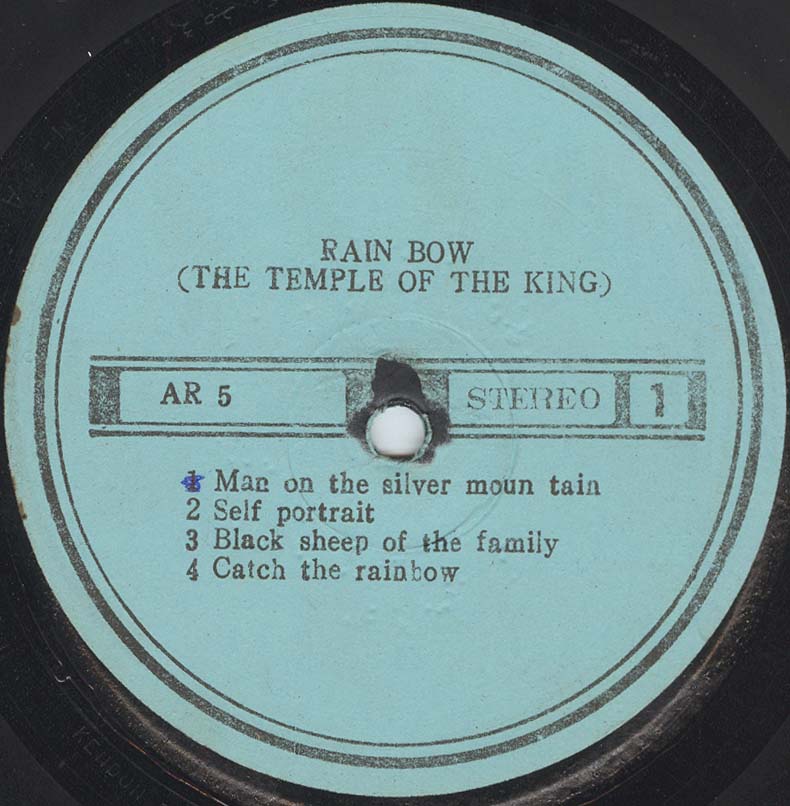 RAIN BOW
(THE TEMPLE OF THE KING)
AR 5 STEREO 1
1 Man on the silver moun tain
2 Self portrait
3 Black sheep of the family
4 Catch the rainbow